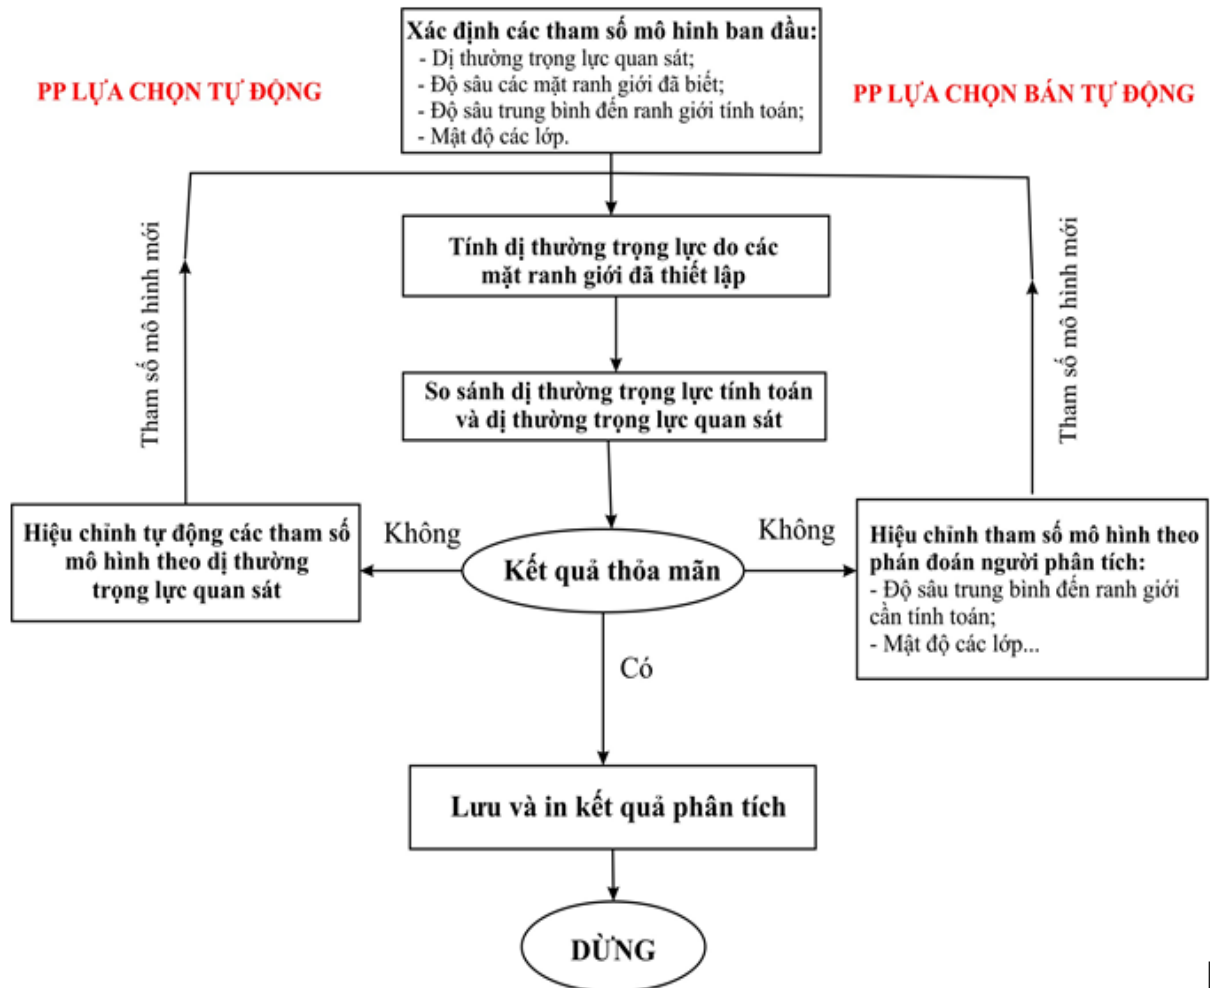 Xác định các tham số mô hình ban đầu:
- Dị thường trọng lực quan sát;
- Độ sâu các mặt ranh giới đã biết;
- Độ sâu trung bình đến ranh giới tính toán;
- Mật độ các lớp.
PP LỰA CHỌN TỰ ĐỘNG
PP LỰA CHỌN BÁN TỰ ĐỘNG
Tham số mô hình mới
Tính dị thường trọng lực do các
mặt ranh giới đã thiết lập
Tham số mô hình mới
So sánh dị thường trọng lực tính toán
và dị thường trọng lực quan sát
Hiệu chỉnh tự động các tham số
mô hình theo dị thường
trọng lực quan sát
Không
Kết quả thỏa mãn
Không
Hiệu chỉnh tham số mô hình theo
phán đoán người phân tích:
- Độ sâu trung bình đến ranh giới
cần tính toán;
- Mật độ các lớp...
Có
Lưu và in kết quả phân tích
DỪNG